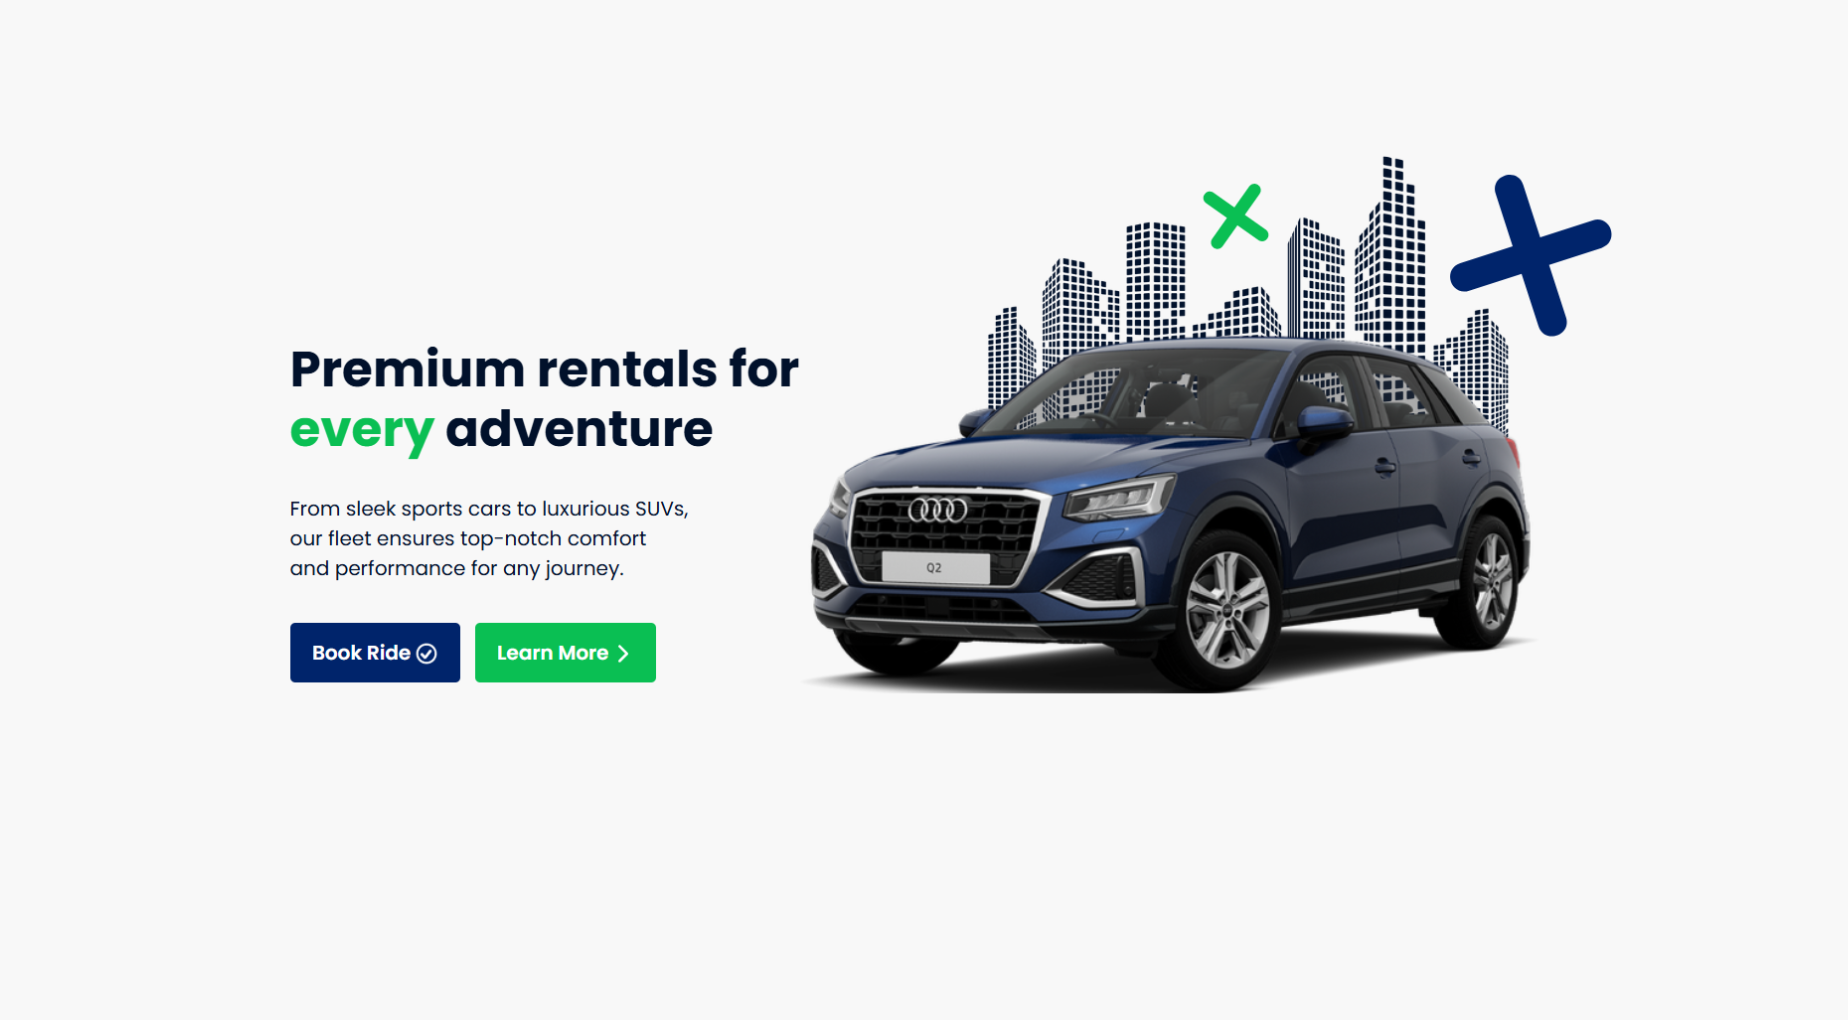 Premium rentals for
every adventure
From sleek sports cars to luxurious SUVs,
our fleet ensures top-notch comfort
and performance for any journey.
Book Ride
Learn More
Q2